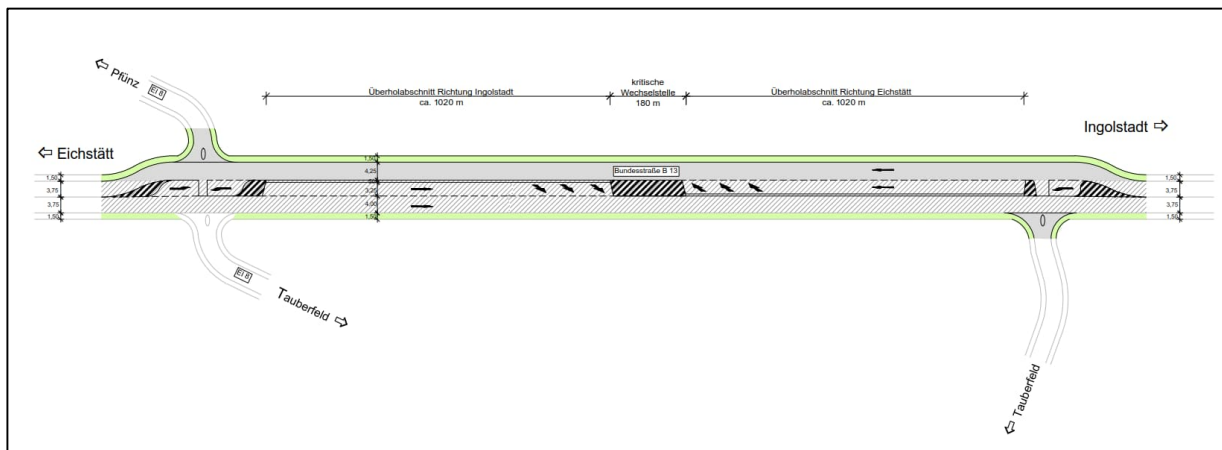 Pfünz
EI 8
Eichstätt
Überholabschnitt Richtung Ingolstadt
ca. 1020 m
kritische
Wechselstelle
180 m
Überholabschnitt Richtung Eichstätt
ca. 1020 m
Ingolstadt
1,50
3,75
3,75
1,50
1,50
4,25
3,25
4,00
1,50
Bundesstraße B 13
1,50
3,75
3,75
1,50
EI 8
Tauberfeld
Tauberfeld